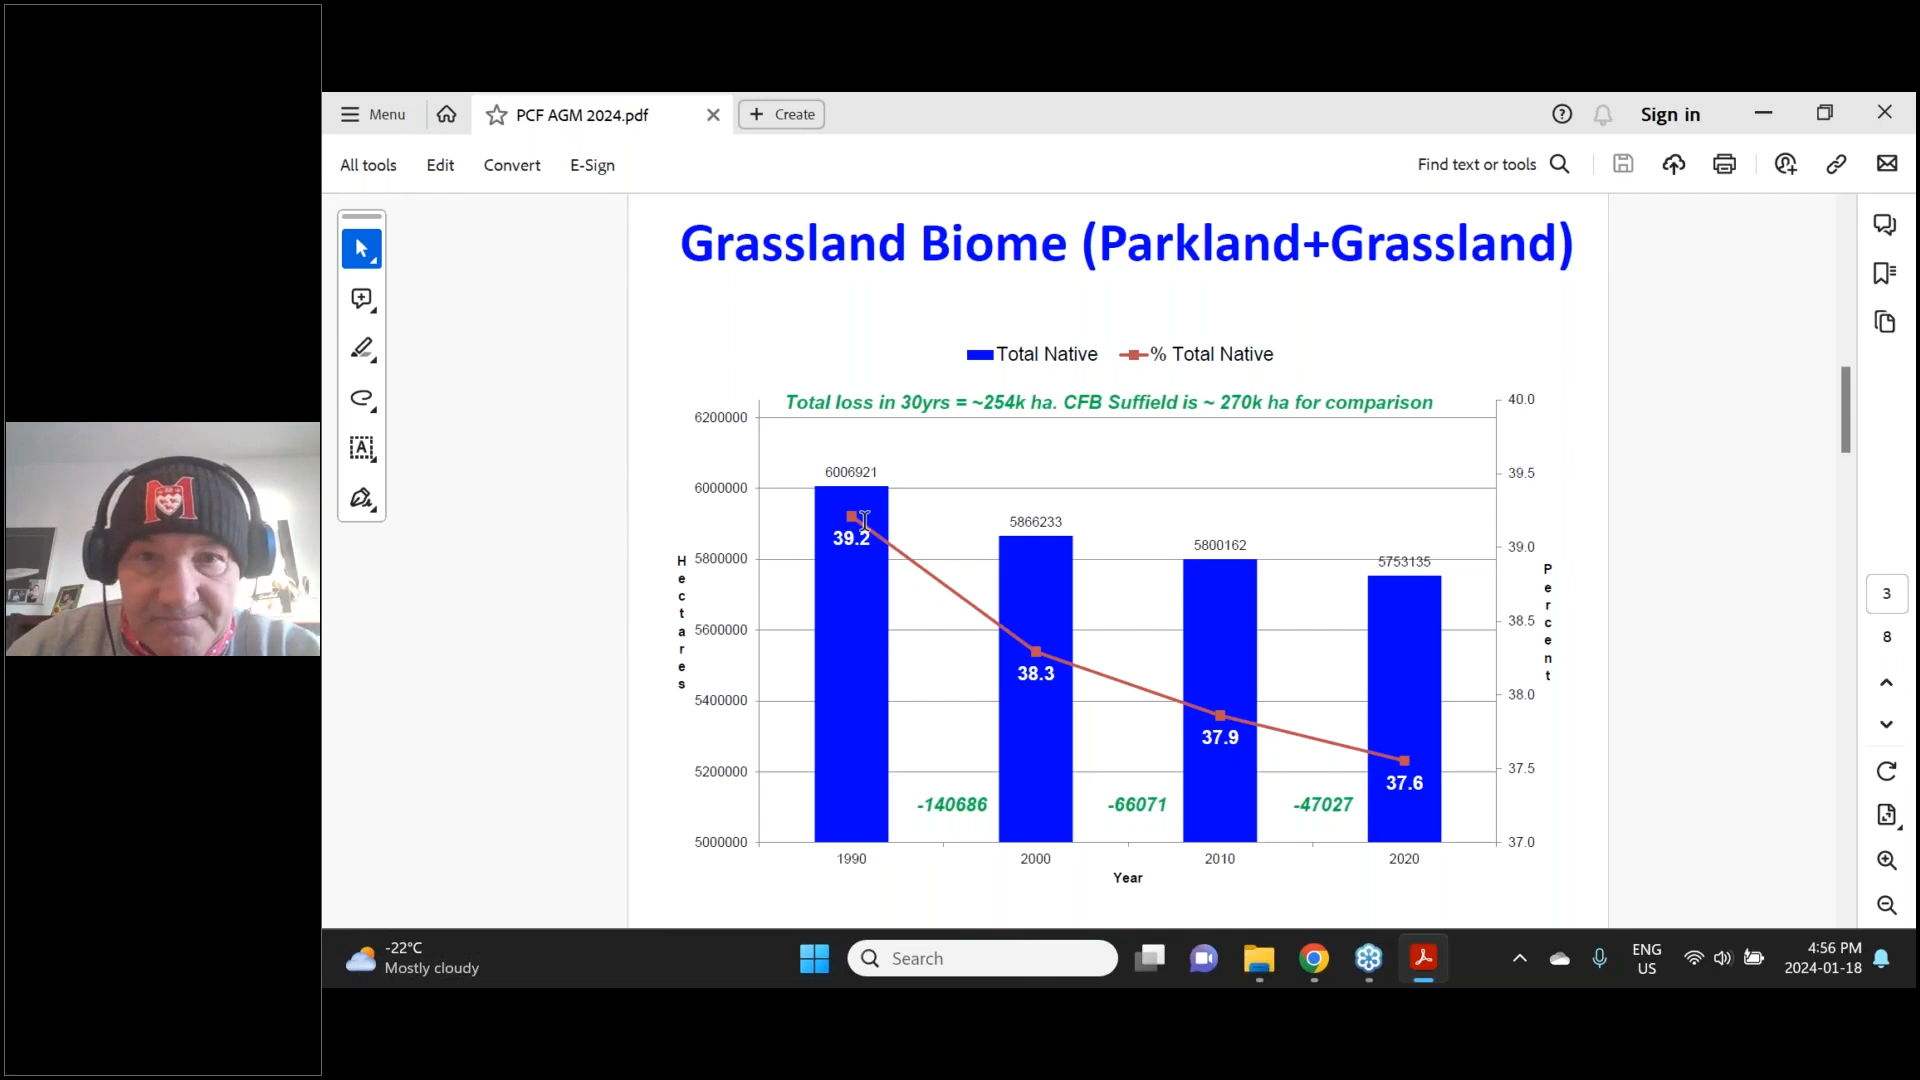 Menu
PCF AGM 2024.pdf
Create
Sign in
All tools
Edit
Convert
E-Sign
Find text or tools
Grassland Biome (Parkland+Grassland)
Total Native
% Total Native
Total loss in 30yrs = ~254k ha. CFB Suffield is ~ 270k ha for comparison
6200000
6000000
5800000
5600000
5400000
5200000
5000000
Hectares
6006921
5866233
5800162
5753135
39.2
38.3
37.9
37.6
-140686
-66071
-47027
40.0
39.5
39.0
38.5
38.0
37.5
37.0
Percent
1990
2000
2010
2020
Year
3
8
M
-22°C
Mostly cloudy
Search
ENG
US
4:56 PM
2024-01-18